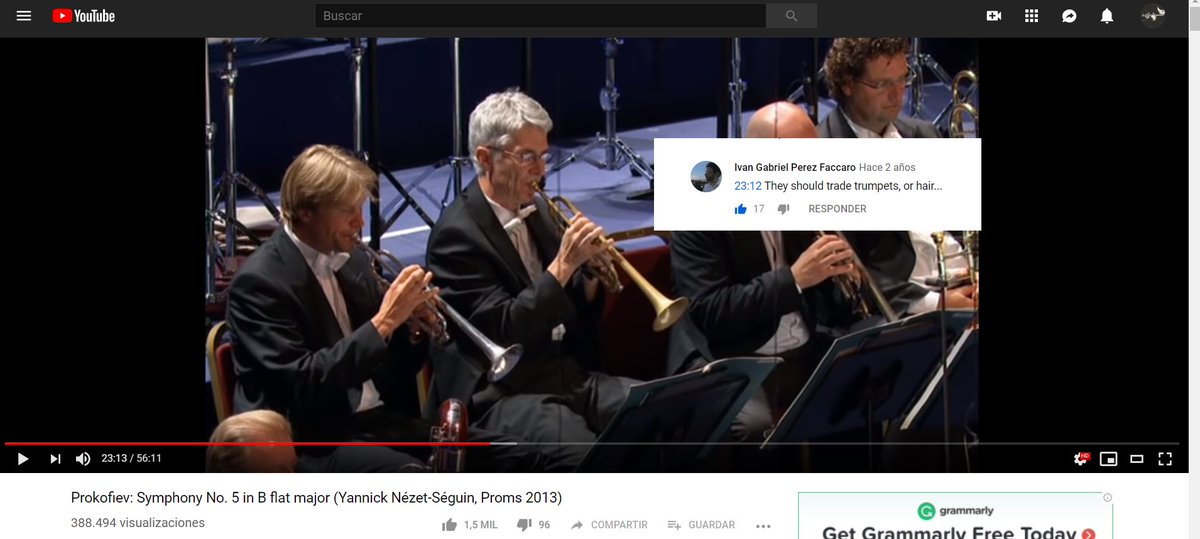 YouTube
Buscar
Ivan Gabriel Perez Faccaro Hace 2 años
23:12 They should trade trumpets, or hair...
17 RESPONDER
23:13 / 56:11
HD
Prokofiev: Symphony No. 5 in B flat major (Yannick Nézet-Séguin, Proms 2013)
388.494 visualizaciones
1,5 MIL 96 COMPARTIR GUARDAR
grammarly
Get Grammarly Free Today